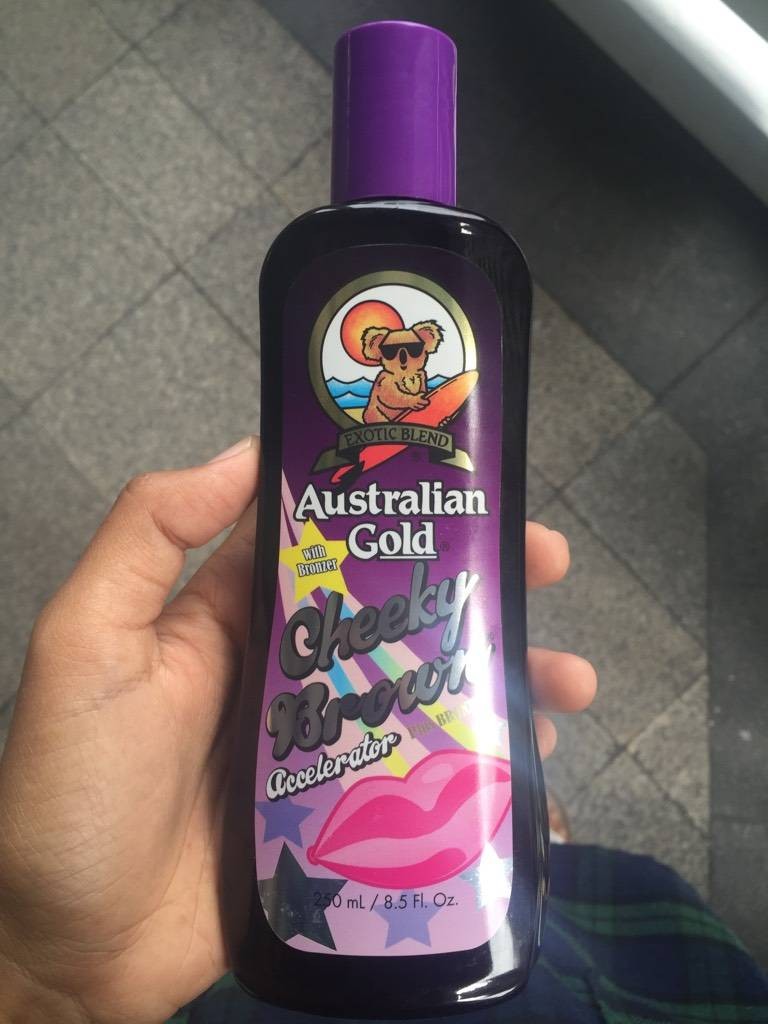 EXOTIC BLEND
Australian
Gold
with
Bronzer
Cheeky
Brown
Accelerator
250 mL / 8.5 Fl. Oz.